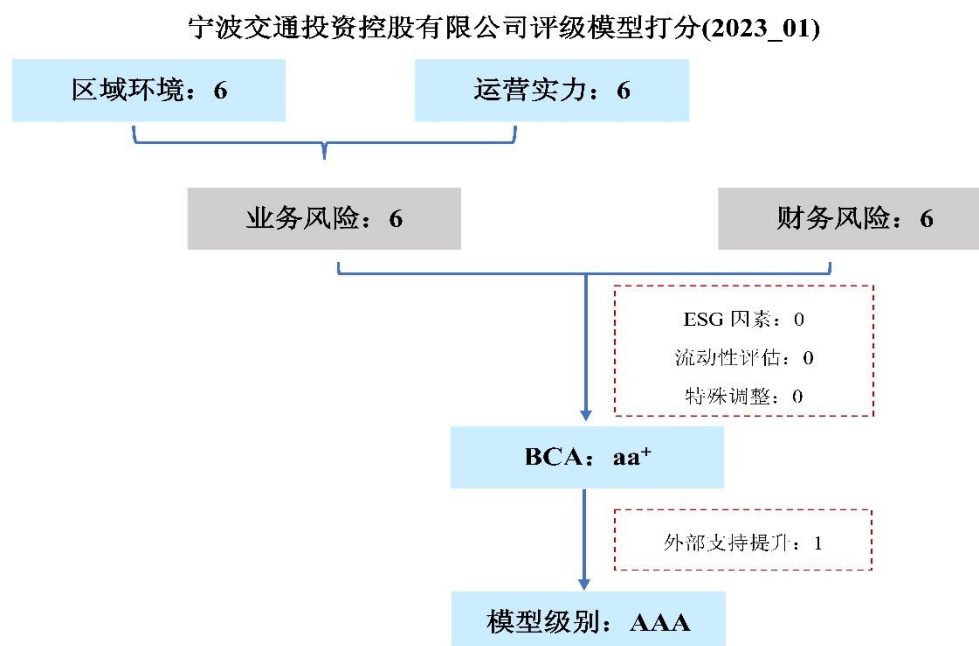 宁波交通投资控股有限公司评级模型打分(2023_01)
区域环境：6
运营实力：6
业务风险：6
财务风险：6
ESG 因素：0
流动性评估：0
特殊调整：0
BCA：aa⁺
外部支持提升：1
模型级别：AAA